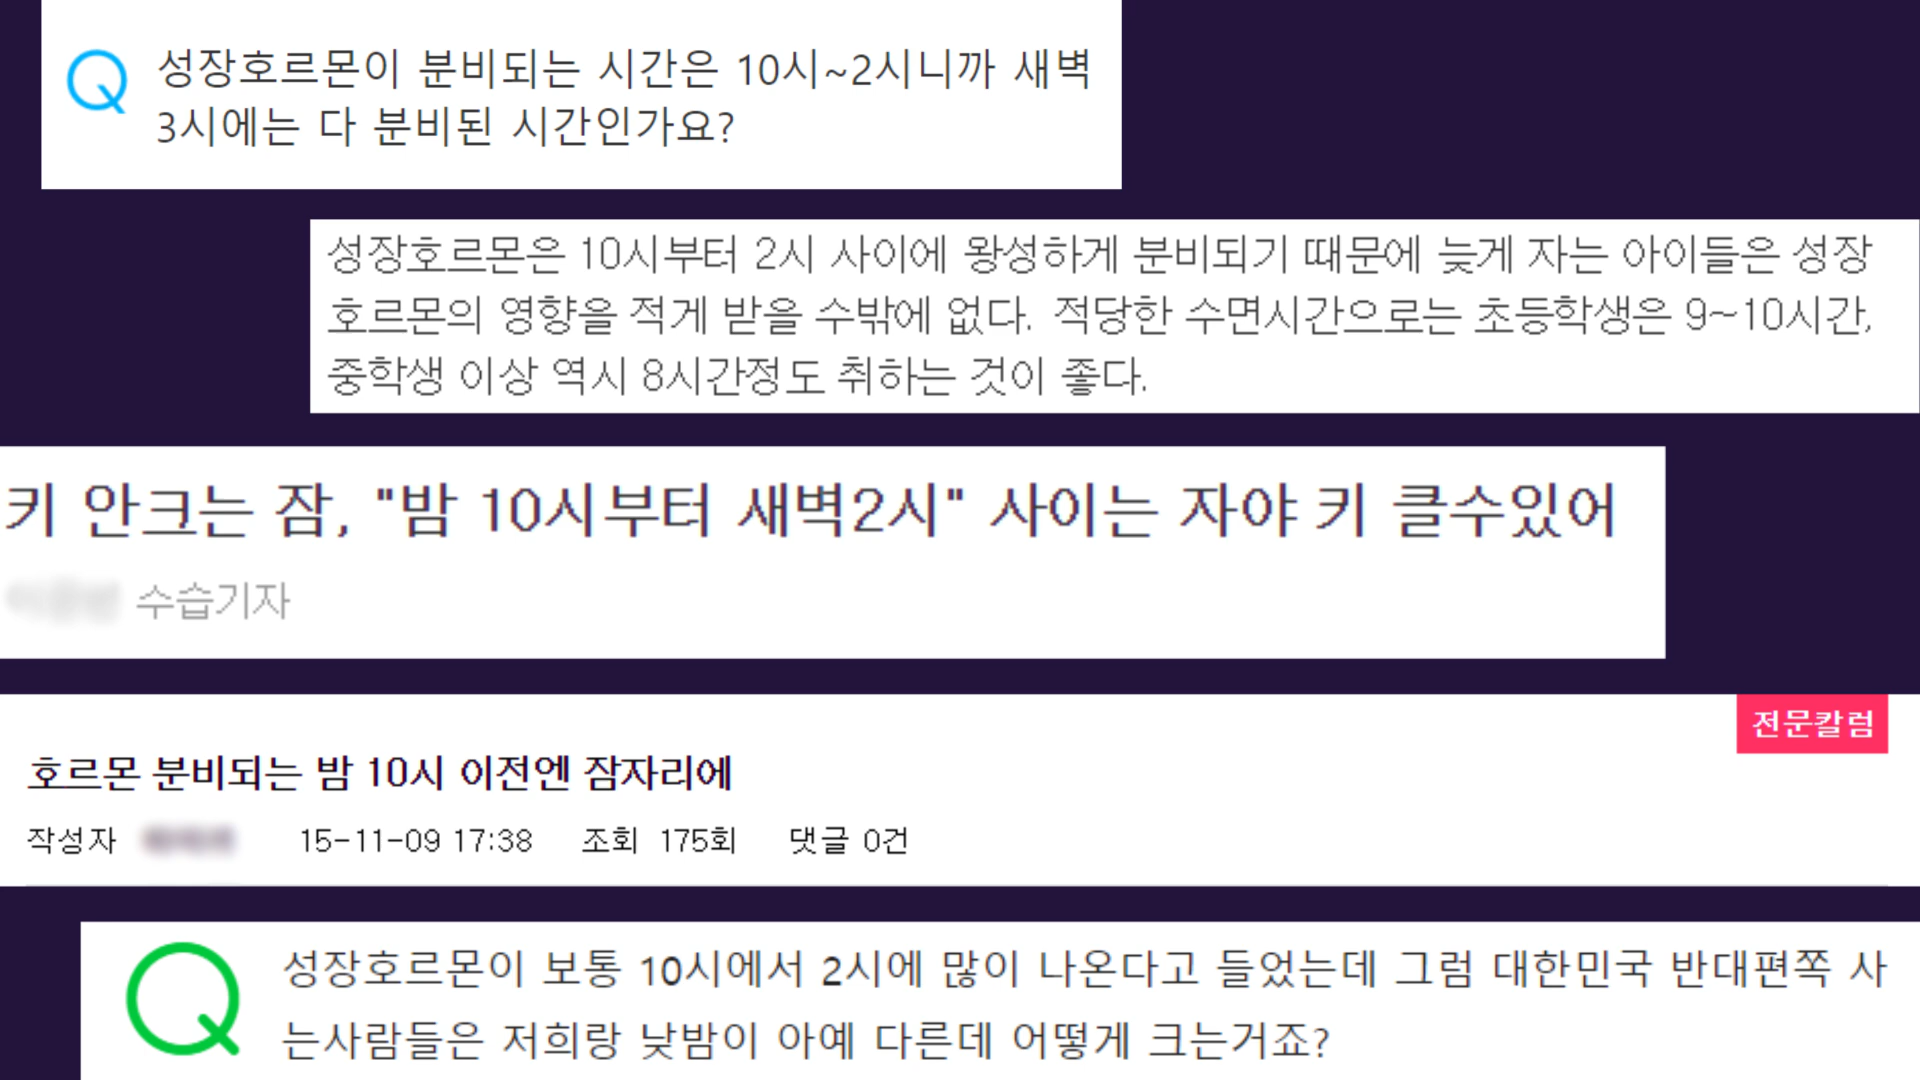 성장호르몬이 분비되는 시간은 10시~2시니까 새벽
3시에는 다 분비된 시간인가요?
성장호르몬은 10시부터 2시 사이에 왕성하게 분비되기 때문에 늦게 자는 아이들은 성장
호르몬의 영향을 적게 받을 수밖에 없다. 적당한 수면시간으로는 초등학생은 9~10시간,
중학생 이상 역시 8시간정도 취하는 것이 좋다.
키 안크는 잠, "밤 10시부터 새벽2시" 사이는 자야 키 클수있어
수습기자
전문칼럼
호르몬 분비되는 밤 10시 이전엔 잠자리에
작성자 15-11-09 17:38 조회 175회 댓글 0건
성장호르몬이 보통 10시에서 2시에 많이 나온다고 들었는데 그럼 대한민국 반대편쪽 사
는사람들은 저희랑 낮밤이 아예 다른데 어떻게 크는거죠?